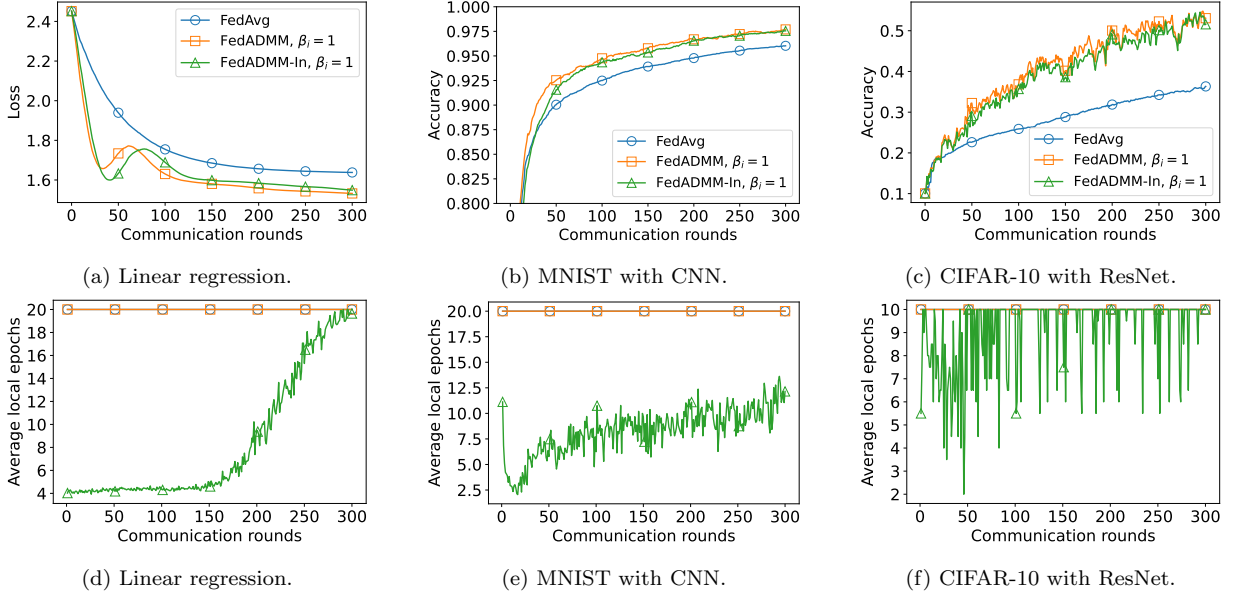 2.4
2.2
2.0
1.8
1.6
Loss
0 50 100 150 200 250 300
Communication rounds
FedAvg
FedADMM, βᵢ = 1
FedADMM-In, βᵢ = 1
(a) Linear regression.
1.000
0.975
0.950
0.925
0.900
0.875
0.850
0.825
0.800
Accuracy
0 50 100 150 200 250 300
Communication rounds
FedAvg
FedADMM, βᵢ = 1
FedADMM-In, βᵢ = 1
(b) MNIST with CNN.
0.5
0.4
0.3
0.2
0.1
Accuracy
0 50 100 150 200 250 300
Communication rounds
FedAvg
FedADMM, βᵢ = 1
FedADMM-In, βᵢ = 1
(c) CIFAR-10 with ResNet.
20
18
16
14
12
10
8
6
4
Average local epochs
0 50 100 150 200 250 300
Communication rounds
(d) Linear regression.
20.0
17.5
15.0
12.5
10.0
7.5
5.0
2.5
Average local epochs
0 50 100 150 200 250 300
Communication rounds
(e) MNIST with CNN.
10
9
8
7
6
5
4
3
2
Average local epochs
0 50 100 150 200 250 300
Communication rounds
(f) CIFAR-10 with ResNet.